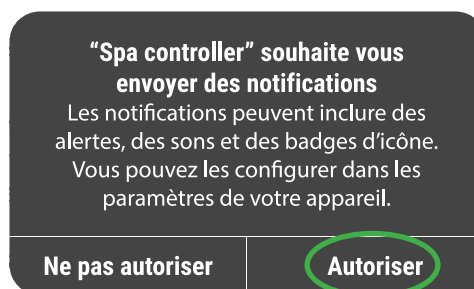 “Spa controller” souhaite vous
envoyer des notifications
Les notifications peuvent inclure des
alertes, des sons et des badges d’icône.
Vous pouvez les configurer dans les
paramètres de votre appareil.
Ne pas autoriser
Autoriser